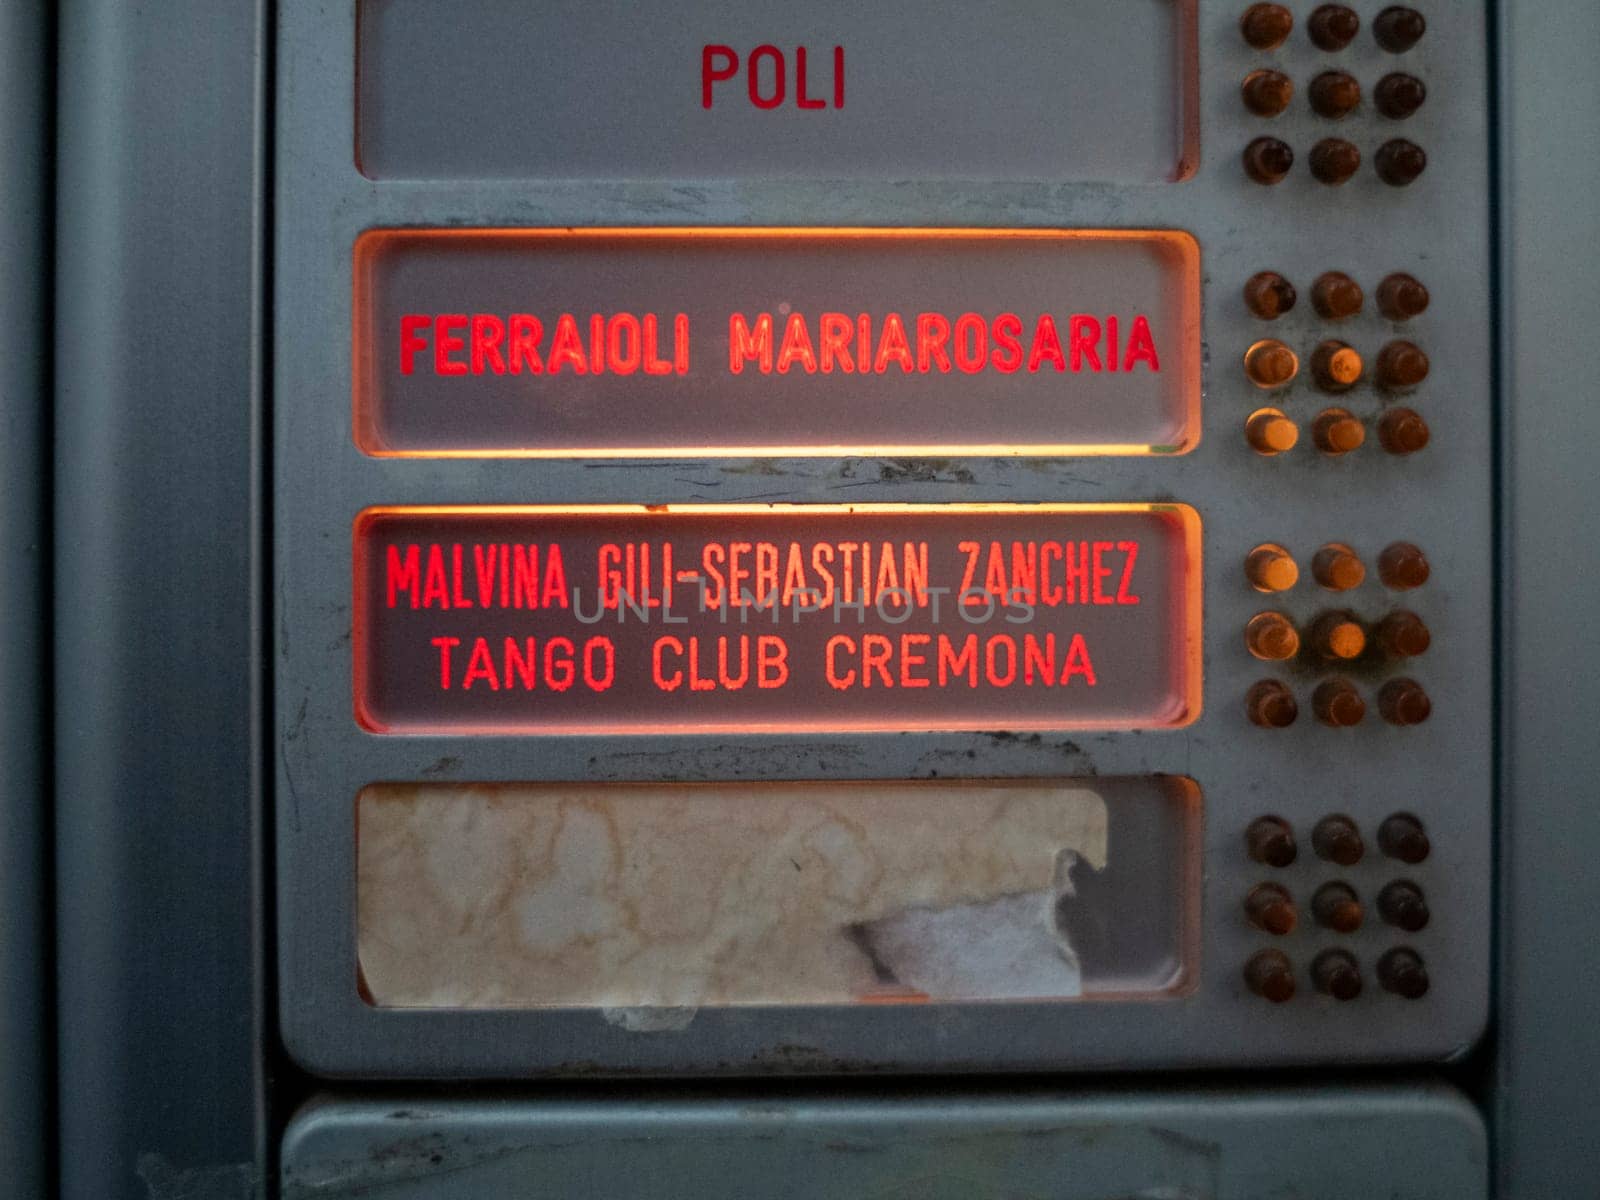 POLI
FERRAIOLI MARIAROSARIA
MALVINA GILI-SEBASTIAN ZANCHEZ
TANGO CLUB CREMONA